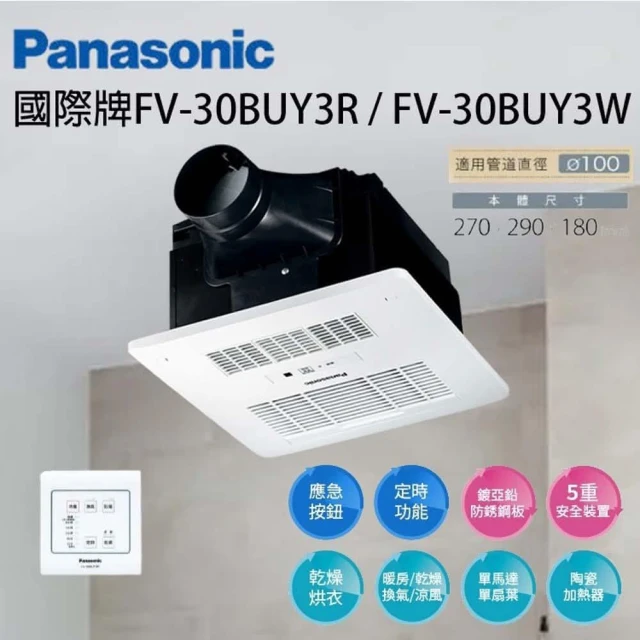 Panasonic
國際牌FV-30BUY3R / FV-30BUY3W
適用管道直徑 ø100
本體尺寸
270 · 290 · 180
Panasonic
Panasonic
應急
按鈕
定時
功能
鍍亞鉛
防銹鋼板
5重
安全裝置
乾燥
烘衣
暖房/乾燥
換氣/涼風
單馬達
單扇葉
陶瓷
加熱器